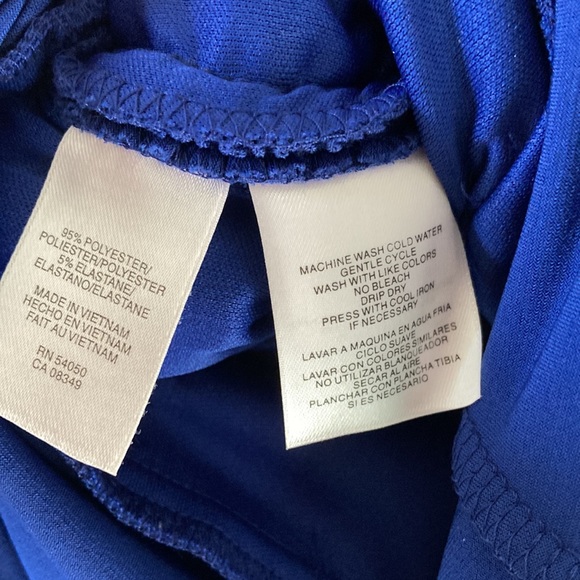 95% POLYESTER/
POLIESTER/POLYESTER
5% ELASTANE/
ELASTANO/ELASTANE
MADE IN VIETNAM
HECHO EN VIETNAM
FAIT AU VIETNAM
RN 54050
CA 08349
MACHINE WASH COLD WATER
GENTLE CYCLE
WASH WITH LIKE COLORS
NO BLEACH
DRIP DRY
PRESS WITH COOL IRON
IF NECESSARY
LAVAR A MAQUINA EN AGUA FRIA
CICLO SUAVE
LAVAR CON COLORES SIMILARES
NO UTILIZAR BLANQUEADOR
SECAR AL AIRE
PLANCHAR CON PLANCHA TIBIA
SI ES NECESARIO